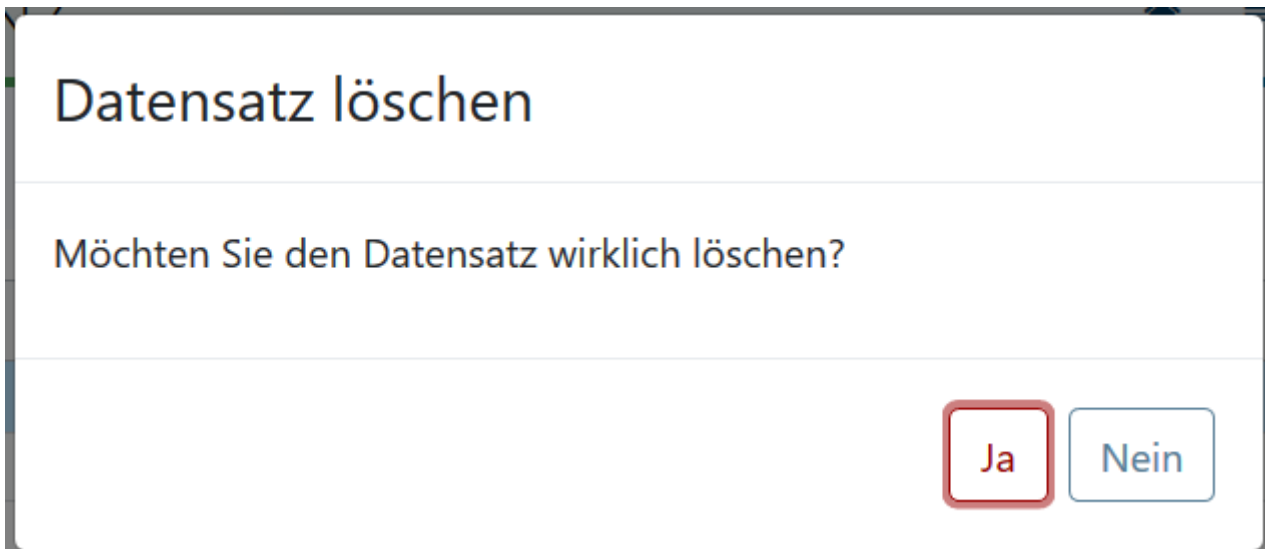 Datensatz löschen
Möchten Sie den Datensatz wirklich löschen?
Ja Nein